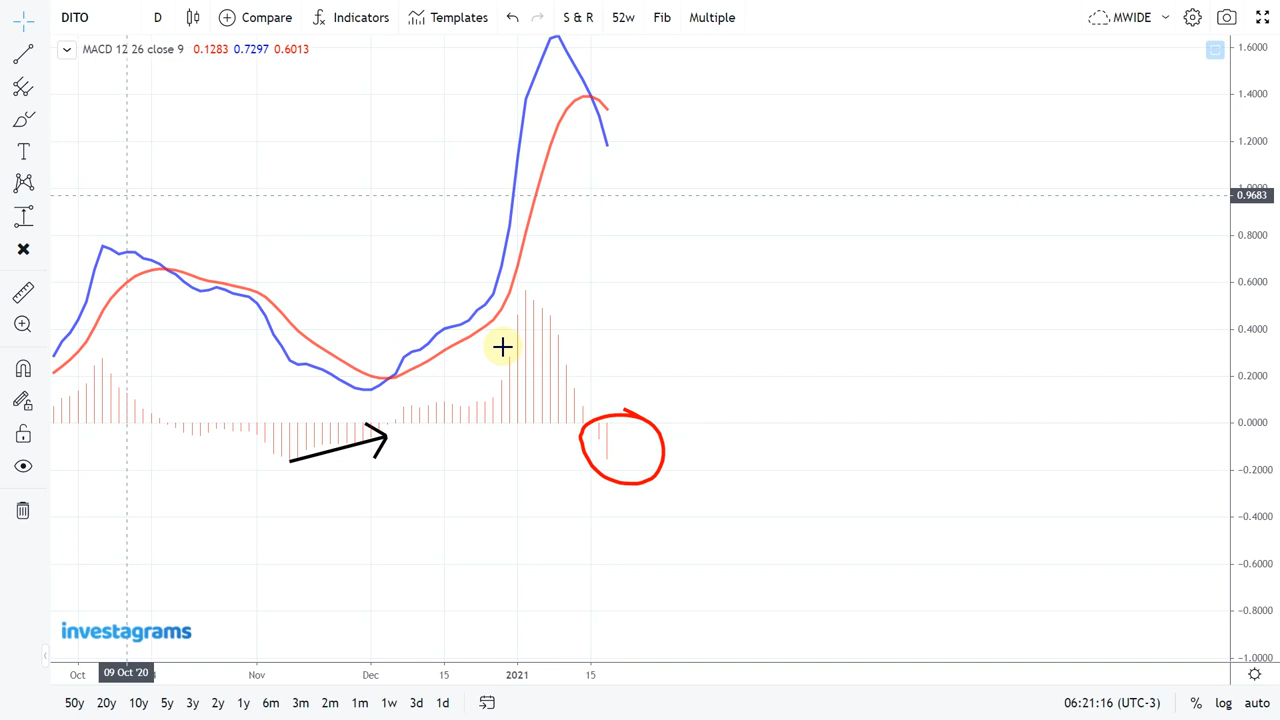 DITO D Compare Indicators Templates S & R 52w Fib Multiple MWIDE
MACD 12 26 close 9 0.1283 0.7297 0.6013
1.6000
1.4000
1.2000
0.9683
0.8000
0.6000
0.4000
0.2000
0.0000
−0.2000
−0.4000
−0.6000
−0.8000
−1.0000
investagrams
Oct 09 Oct '20 Nov Dec 15 2021 15
50y 20y 10y 5y 3y 2y 1y 6m 3m 2m 1m 1w 3d 1d 06:21:16 (UTC-3) % log auto